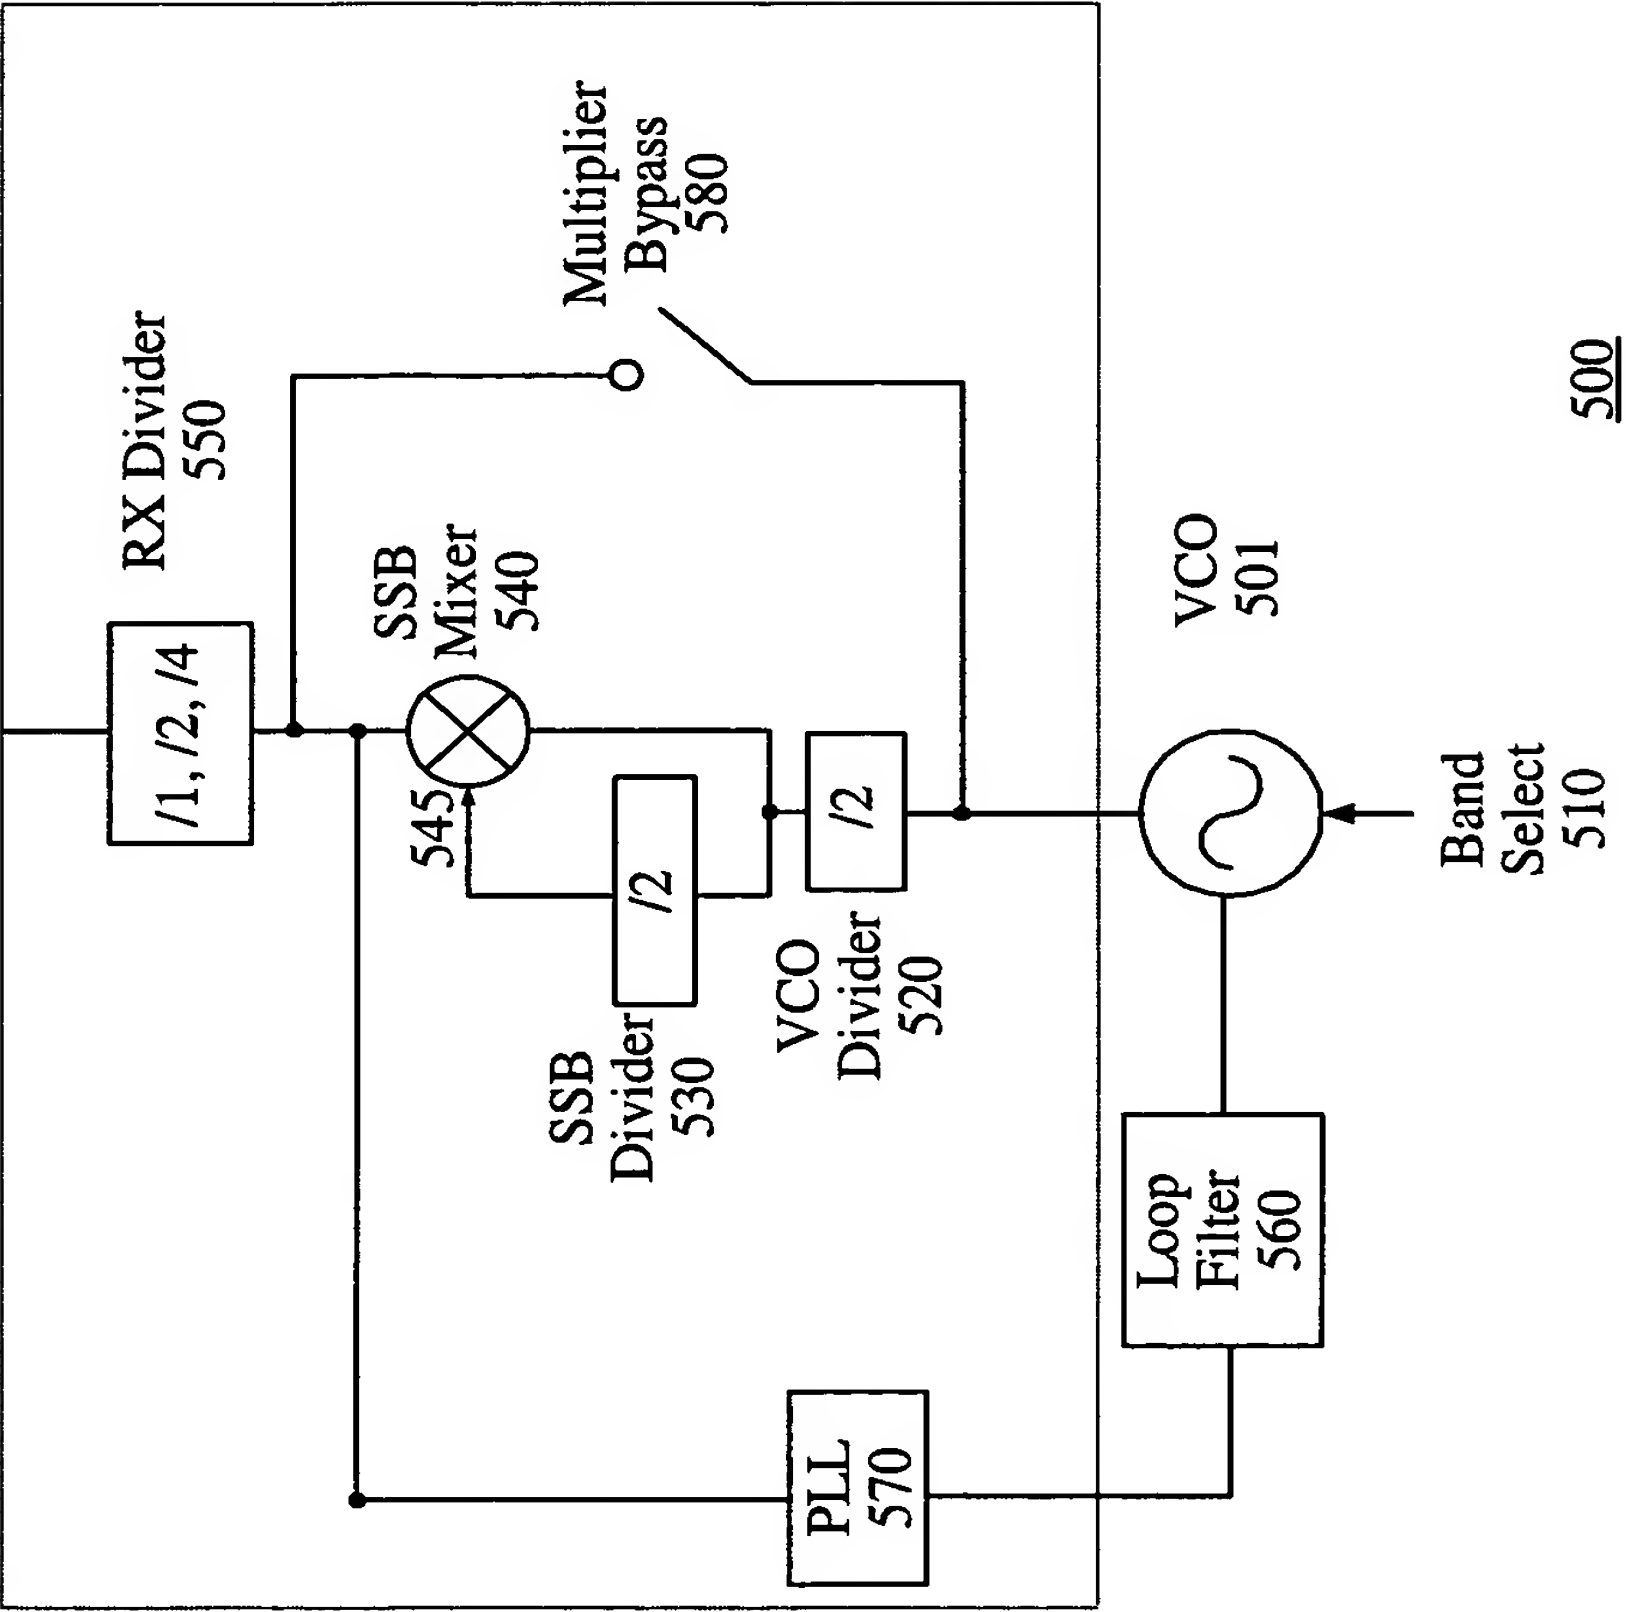 RX Divider
550
/1, /2, /4
Multiplier
Bypass
580
SSB
Mixer
540
545
SSB
Divider
530
/2
VCO
Divider
520
/2
VCO
501
Band
Select
510
Loop
Filter
560
PLL
570
500